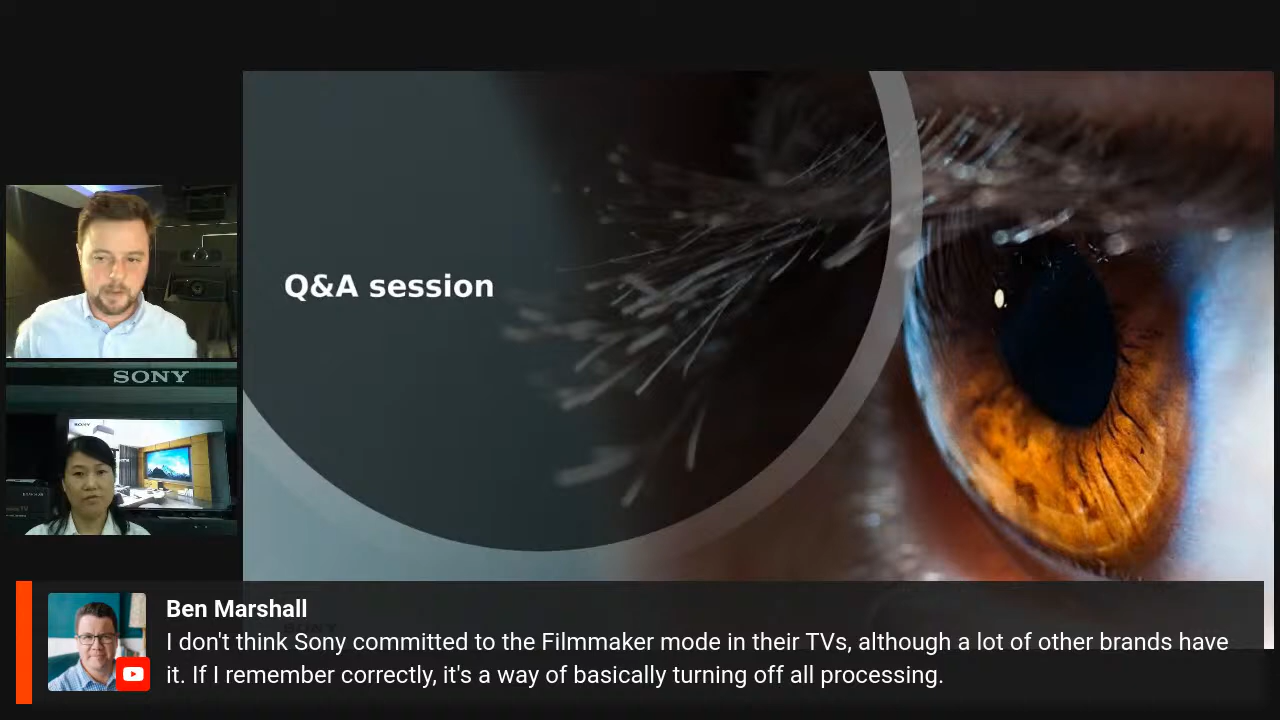 Q&A session
SONY
SONY
Ben Marshall
I don't think Sony committed to the Filmmaker mode in their TVs, although a lot of other brands have
it. If I remember correctly, it's a way of basically turning off all processing.